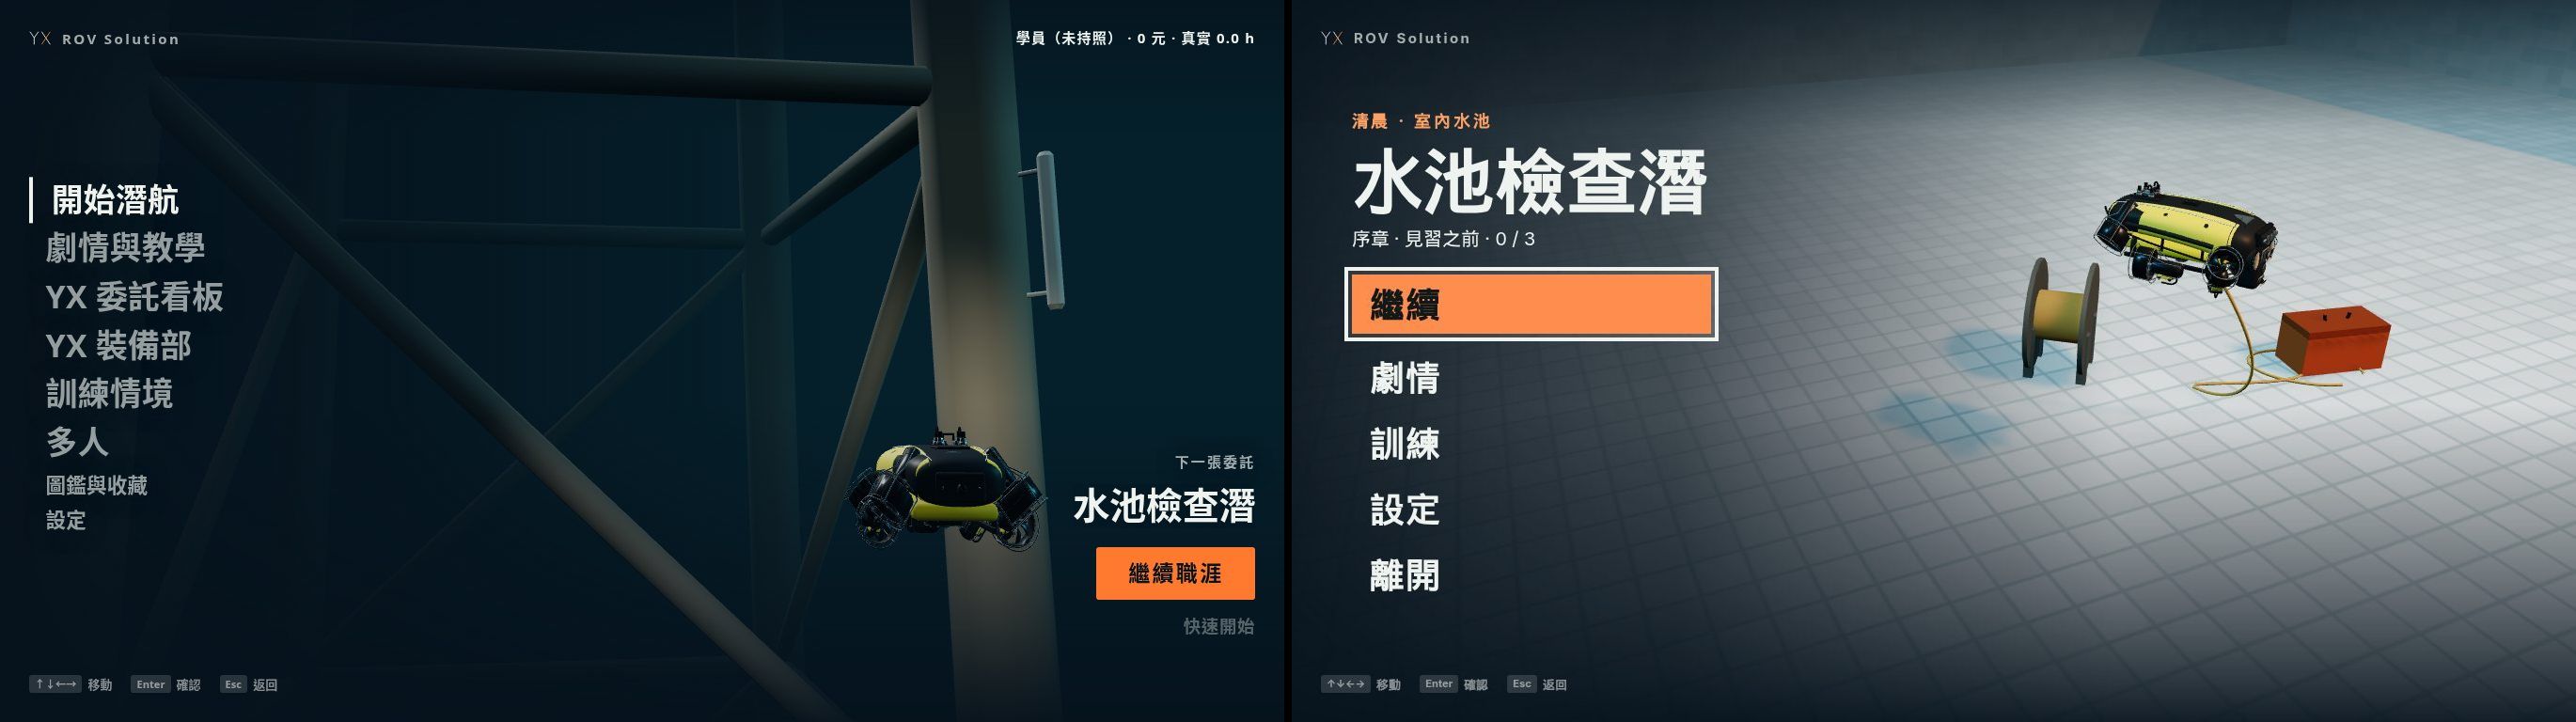 YX ROV Solution
學員（未持照） · 0 元 · 真實 0.0 h
開始潛航
劇情與教學
YX 委託看板
YX 裝備部
訓練情境
多人
圖鑑與收藏
設定
下一張委託
水池檢查潛
繼續職涯
快速開始
↑↓←→ 移動 Enter 確認 Esc 返回
YX ROV Solution
清晨 · 室內水池
水池檢查潛
序章 · 見習之前 · 0 / 3
繼續
劇情
訓練
設定
離開
↑↓←→ 移動 Enter 確認 Esc 返回